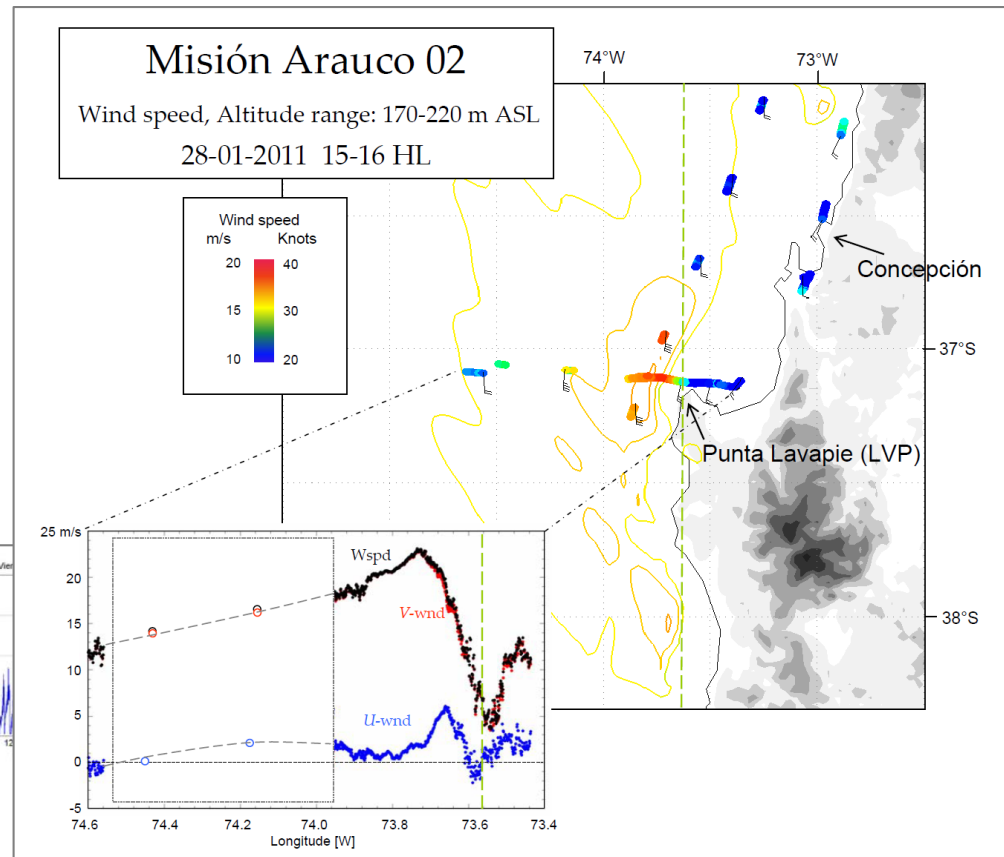 Misión Arauco 02
Wind speed, Altitude range: 170-220 m ASL
28-01-2011 15-16 HL
74°W
73°W
Wind speed
m/s
Knots
20
40
15
30
10
20
Concepción
37°S
Punta Lavapie (LVP)
38°S
25 m/s
20
15
10
5
0
-5
Wspd
V-wnd
U-wnd
74.6
74.4
74.2
74.0
73.8
73.6
73.4
Longitude [W]
12